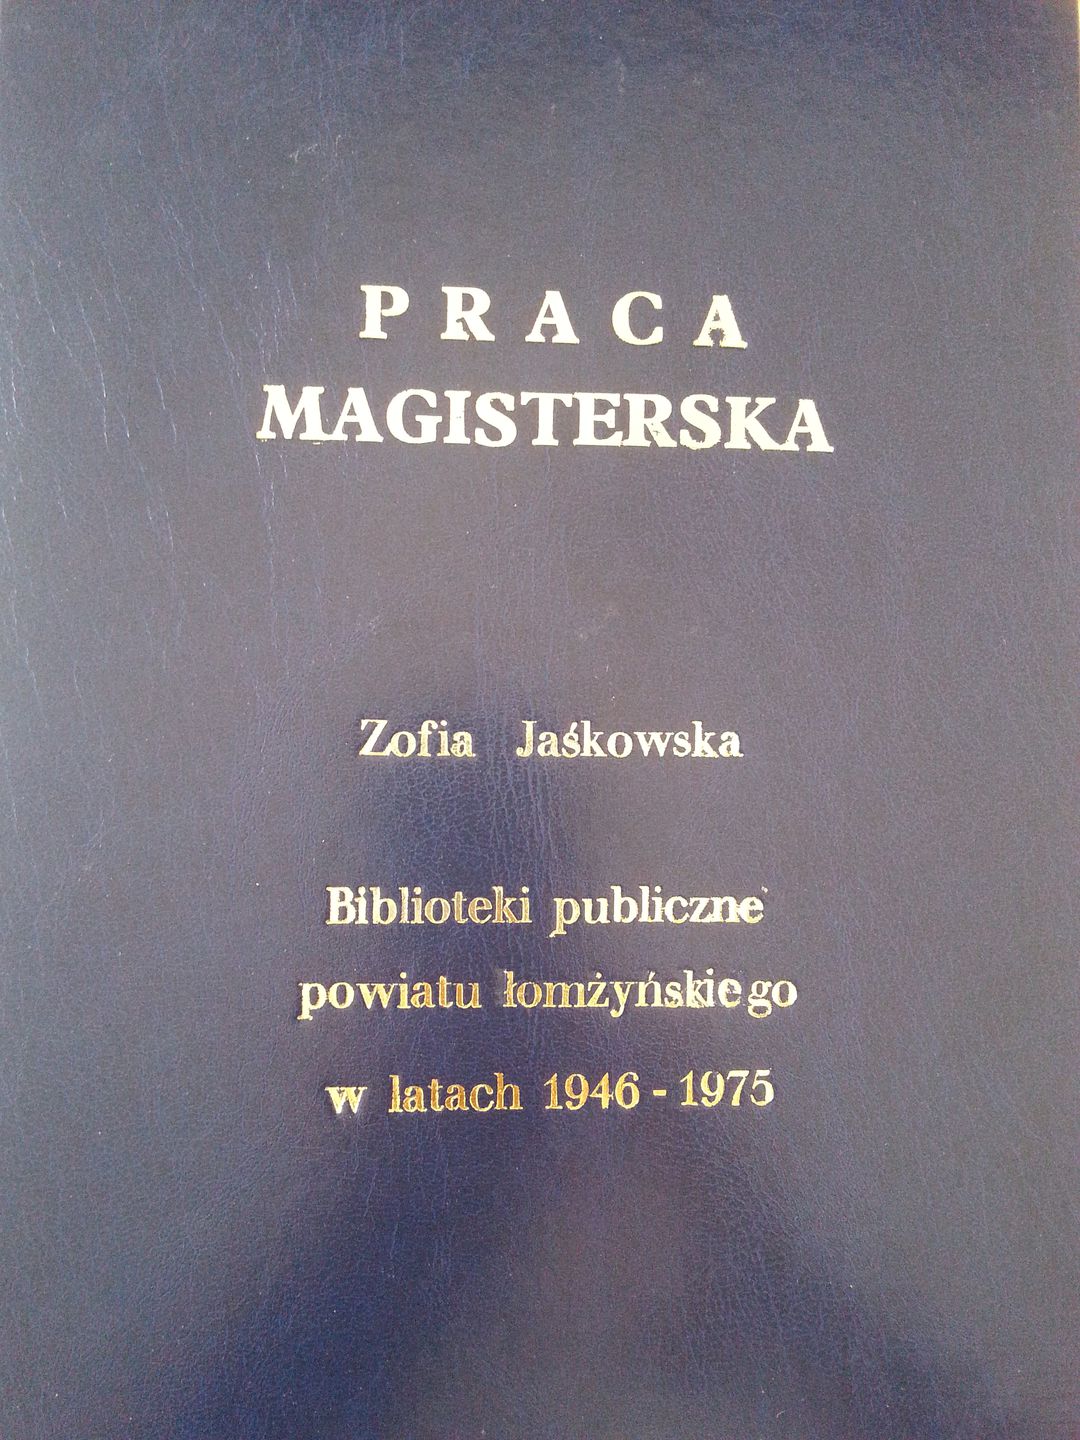 PRACA
MAGISTERSKA
Zofia Jaśkowska
Biblioteki publiczne
powiatu łomżyńskiego
w latach 1946 - 1975